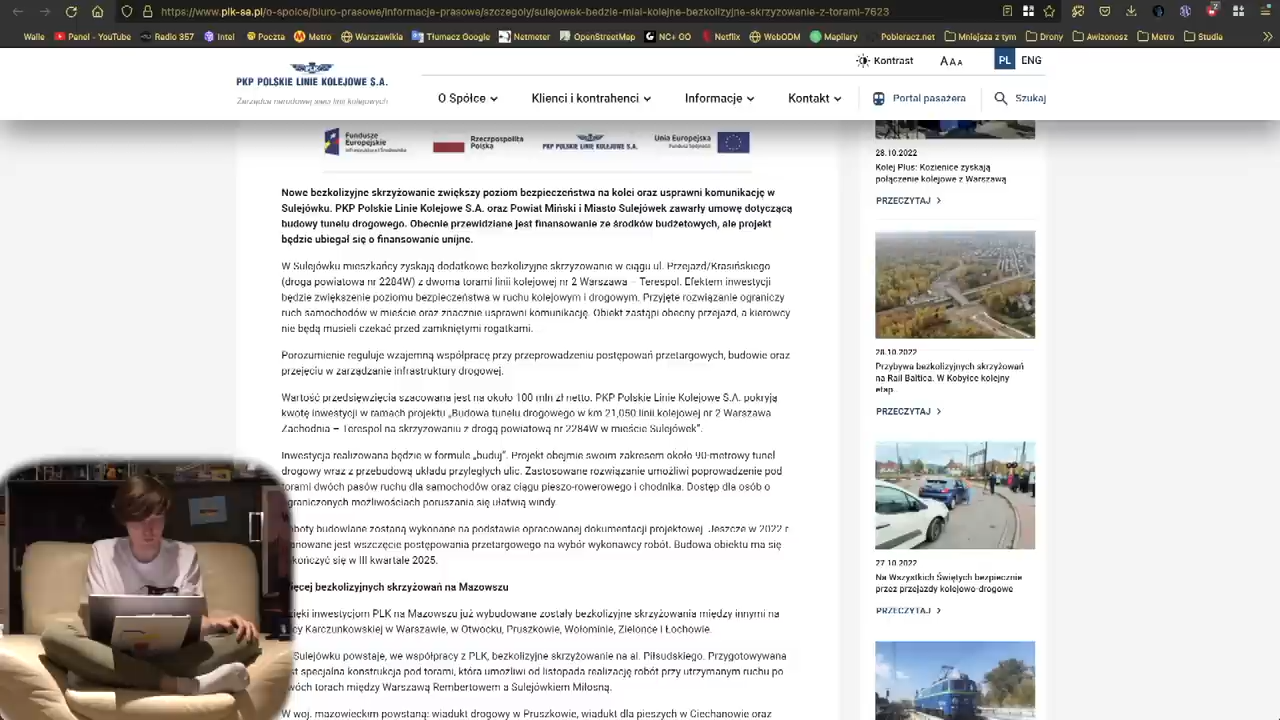 https://www.plk-sa.pl/o-spolce/biuro-prasowe/informacje-prasowe/szczegoly/sulejowek-bedzie-mial-kolejne-bezkolizyjne-skrzyzowanie-z-torami-7623
Walle Panel - YouTube Radio 357 Intel Poczta Metro Warszawikia Tłumacz Google Netmoter OpenStreetMap NC+ GO Netflix WebODM Mapillary Pobrochem Miejsca ze strony Drony Awizonosz Metro Studia
Kontrast AAA PL ENG
PKP POLSKIE LINIE KOLEJOWE S.A.
Zarządca narodowej sieci linii kolejowych
O Spółce Klienci i kontrahenci Informacje Kontakt Portal pasażera Szukaj
Fundusze Europejskie Infrastruktura i Środowisko
Rzeczpospolita Polska
PKP POLSKIE LINIE KOLEJOWE S.A.
Unia Europejska Fundusz Spójności
Nowe bezkolizyjne skrzyżowanie zwiększy poziom bezpieczeństwa na kolei oraz usprawni komunikację w
Sulejówku. PKP Polskie Linie Kolejowe S.A. oraz Powiat Miński i Miasto Sulejówek zawarły umowę dotyczącą
budowy tunelu drogowego. Obecnie przewidziane jest finansowanie ze środków budżetowych, ale projekt
będzie ubiegał się o finansowanie unijne.
W Sulejówku mieszkańcy zyskają dodatkowe bezkolizyjne skrzyżowanie w ciągu ul. Przejazd/Krasińskiego
(droga powiatowa nr 2284W) z dwoma torami linii kolejowej nr 2 Warszawa – Terespol. Efektem inwestycji
będzie zwiększenie poziomu bezpieczeństwa w ruchu kolejowym i drogowym. Przyjęte rozwiązanie ograniczy
ruch samochodów w mieście oraz znacznie usprawni komunikację. Obiekt zastąpi obecny przejazd, a kierowcy
nie będą musieli czekać przed zamkniętymi rogatkami.
Porozumienie reguluje wzajemną współpracę przy przeprowadzeniu postępowań przetargowych, budowie oraz
przejęciu w zarządzanie infrastruktury drogowej.
Wartość przedsięwzięcia szacowana jest na około 100 mln zł netto. PKP Polskie Linie Kolejowe S.A. pokryją
kwotę inwestycji w ramach projektu „Budowa tunelu drogowego w km 21,050 linii kolejowej nr 2 Warszawa
Zachodnia – Terespol na skrzyżowaniu z drogą powiatową nr 2284W w mieście Sulejówek”.
Inwestycja realizowana będzie w formule „buduj”. Projekt obejmie swoim zakresem około 90-metrowy tunel
drogowy wraz z przebudową układu przyległych ulic. Zastosowane rozwiązanie umożliwi poprowadzenie pod
torami dwóch pasów ruchu dla samochodów oraz ciągu pieszo-rowerowego i chodnika. Dostęp dla osób o
graniczonych możliwościach poruszania się ułatwią windy.
oboty budowlane zostaną wykonane na podstawie opracowanej dokumentacji projektowej. Jeszcze w 2022 r
anowane jest wszczęcie postępowania przetargowego na wybór wykonawcy robót. Budowa obiektu ma się
kończyć się w III kwartale 2025.
ięcej bezkolizyjnych skrzyżowań na Mazowszu
zięki inwestycjom PLK na Mazowszu już wybudowane zostały bezkolizyjne skrzyżowania między innymi na
icy Karczunkowskiej w Warszawie, w Otwocku, Pruszkowie, Wołominie, Zielonce i Łochowie.
Sulejówku powstaje, we współpracy z PLK, bezkolizyjne skrzyżowanie na al. Piłsudskiego. Przygotowywana
st specjalna konstrukcja pod torami, która umożliwi od listopada realizację robót przy utrzymanym ruchu po
wóch torach między Warszawą Rembertowem a Sulejówkiem Miłosną.
W woj. mazowieckim powstaną: wiadukt drogowy w Pruszkowie, wiadukt dla pieszych w Ciechanowie oraz
28.10.2022
Kolej Plus: Kozienice zyskają
połączenie kolejowe z Warszawą
PRZECZYTAJ
28.10.2022
Przybywa bezkolizyjnych skrzyżowań
na Rail Baltica. W Kobyłce kolejny
etap..
PRZECZYTAJ
27.10.2022
Na Wszystkich Świętych bezpiecznie
przez przejazdy kolejowo-drogowe
PRZECZYTAJ